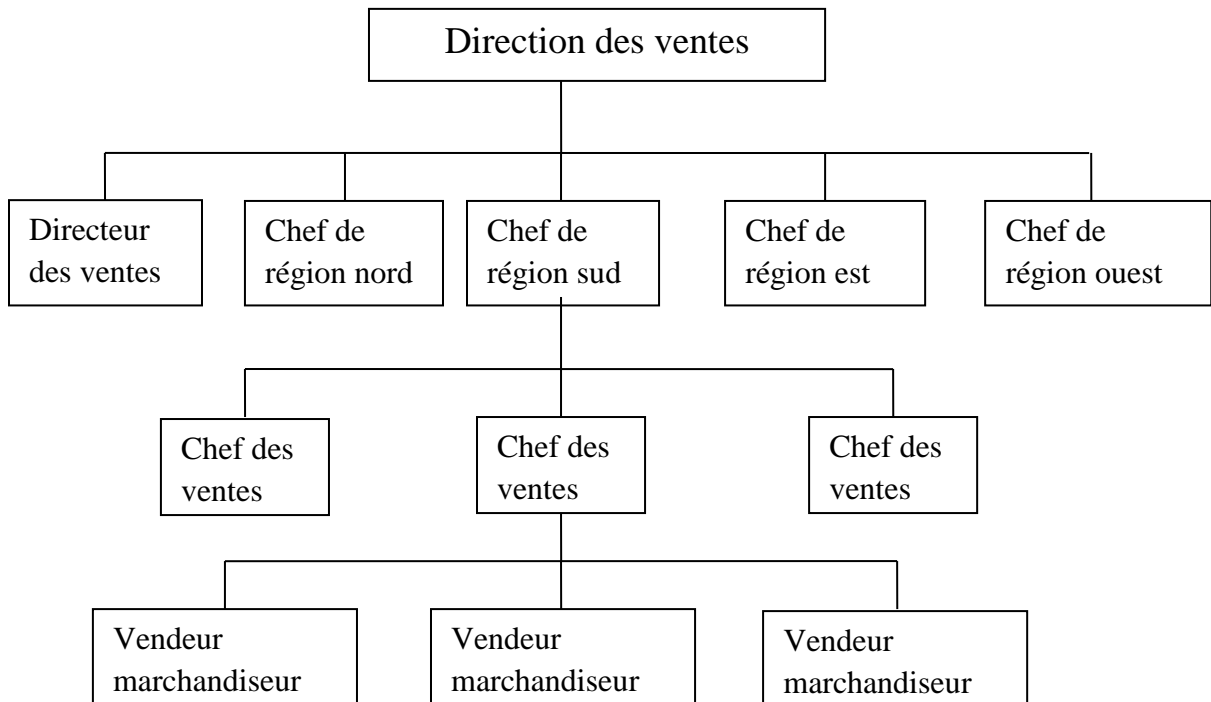 Direction des ventes
Directeur
des ventes
Chef de
région nord
Chef de
région sud
Chef de
région est
Chef de
région ouest
Chef des
ventes
Chef des
ventes
Chef des
ventes
Vendeur
marchandiseur
Vendeur
marchandiseur
Vendeur
marchandiseur